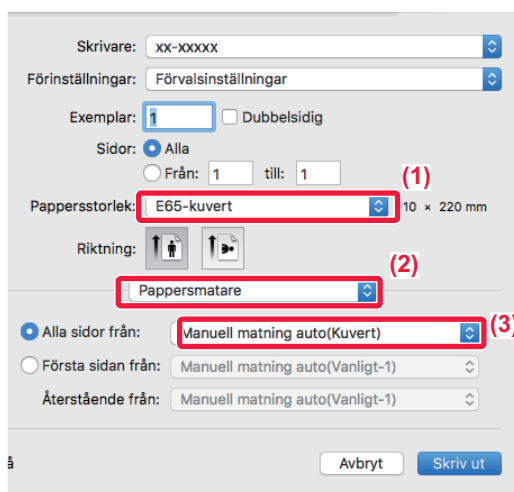 Skrivare: xx-xxxxx
Förinställningar: Förvalsinställningar
Exemplar: 1 Dubbelsidig
Sidor: Alla
Från: 1 till: 1
(1)
Pappersstorlek: E65-kuvert 10 × 220 mm
Riktning:
(2)
Pappersmatare
Alla sidor från: Manuell matning auto(Kuvert) (3)
Första sidan från: Manuell matning auto(Vanligt-1)
Återstående från: Manuell matning auto(Vanligt-1)
å Avbryt Skriv ut